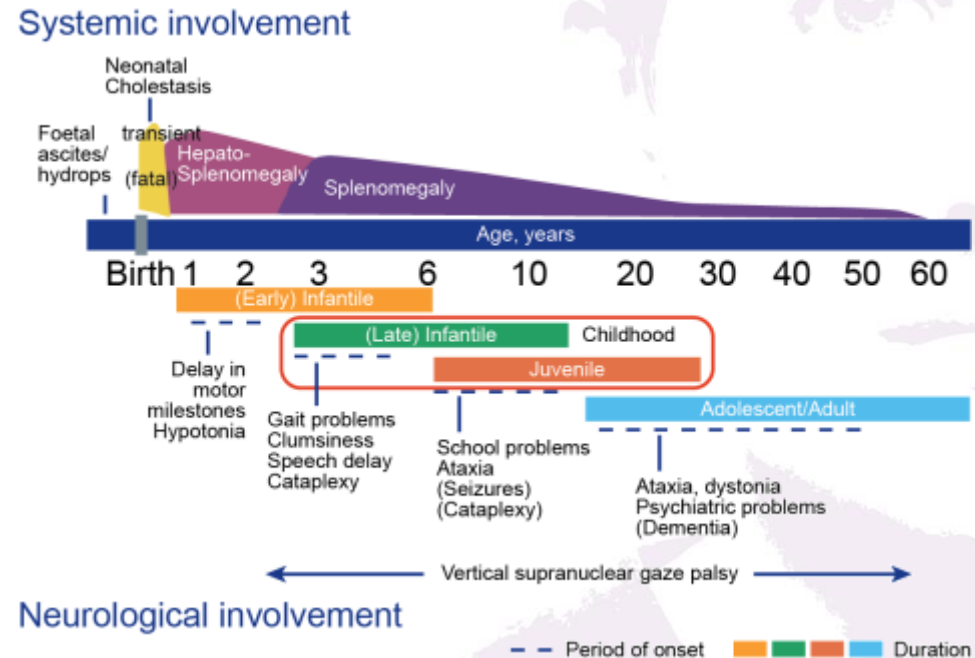 Systemic involvement
Neonatal
Cholestasis
Foetal
ascites/
hydrops
transient
(fatal)
Hepato-
Splenomegaly
Splenomegaly
Age, years
Birth 1 2 3 6 10 20 30 40 50 60
(Early) Infantile
(Late) Infantile
Childhood
Juvenile
Adolescent/Adult
Delay in
motor
milestones
Hypotonia
Gait problems
Clumsiness
Speech delay
Cataplexy
School problems
Ataxia
(Seizures)
(Cataplexy)
Ataxia, dystonia
Psychiatric problems
(Dementia)
Vertical supranuclear gaze palsy
Neurological involvement
Period of onset
Duration